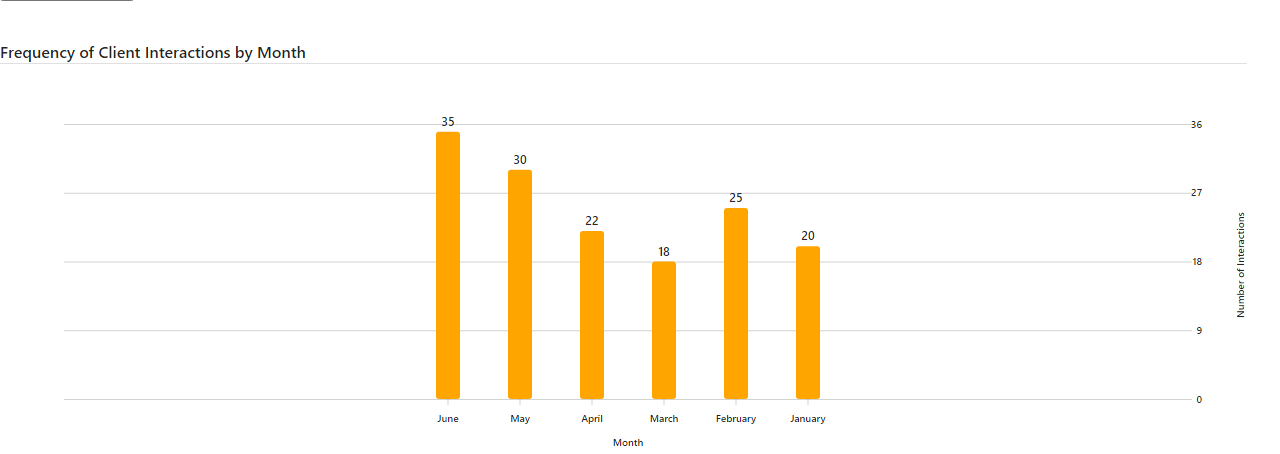 Frequency of Client Interactions by Month
35
30
22
18
25
20
36
27
18
9
0
Number of Interactions
June May April March February January
Month